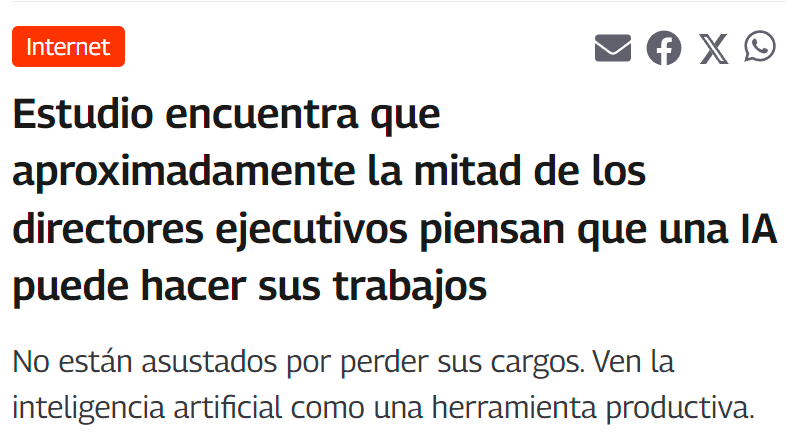 Internet
Estudio encuentra que
aproximadamente la mitad de los
directores ejecutivos piensan que una IA
puede hacer sus trabajos
No están asustados por perder sus cargos. Ven la
inteligencia artificial como una herramienta productiva.